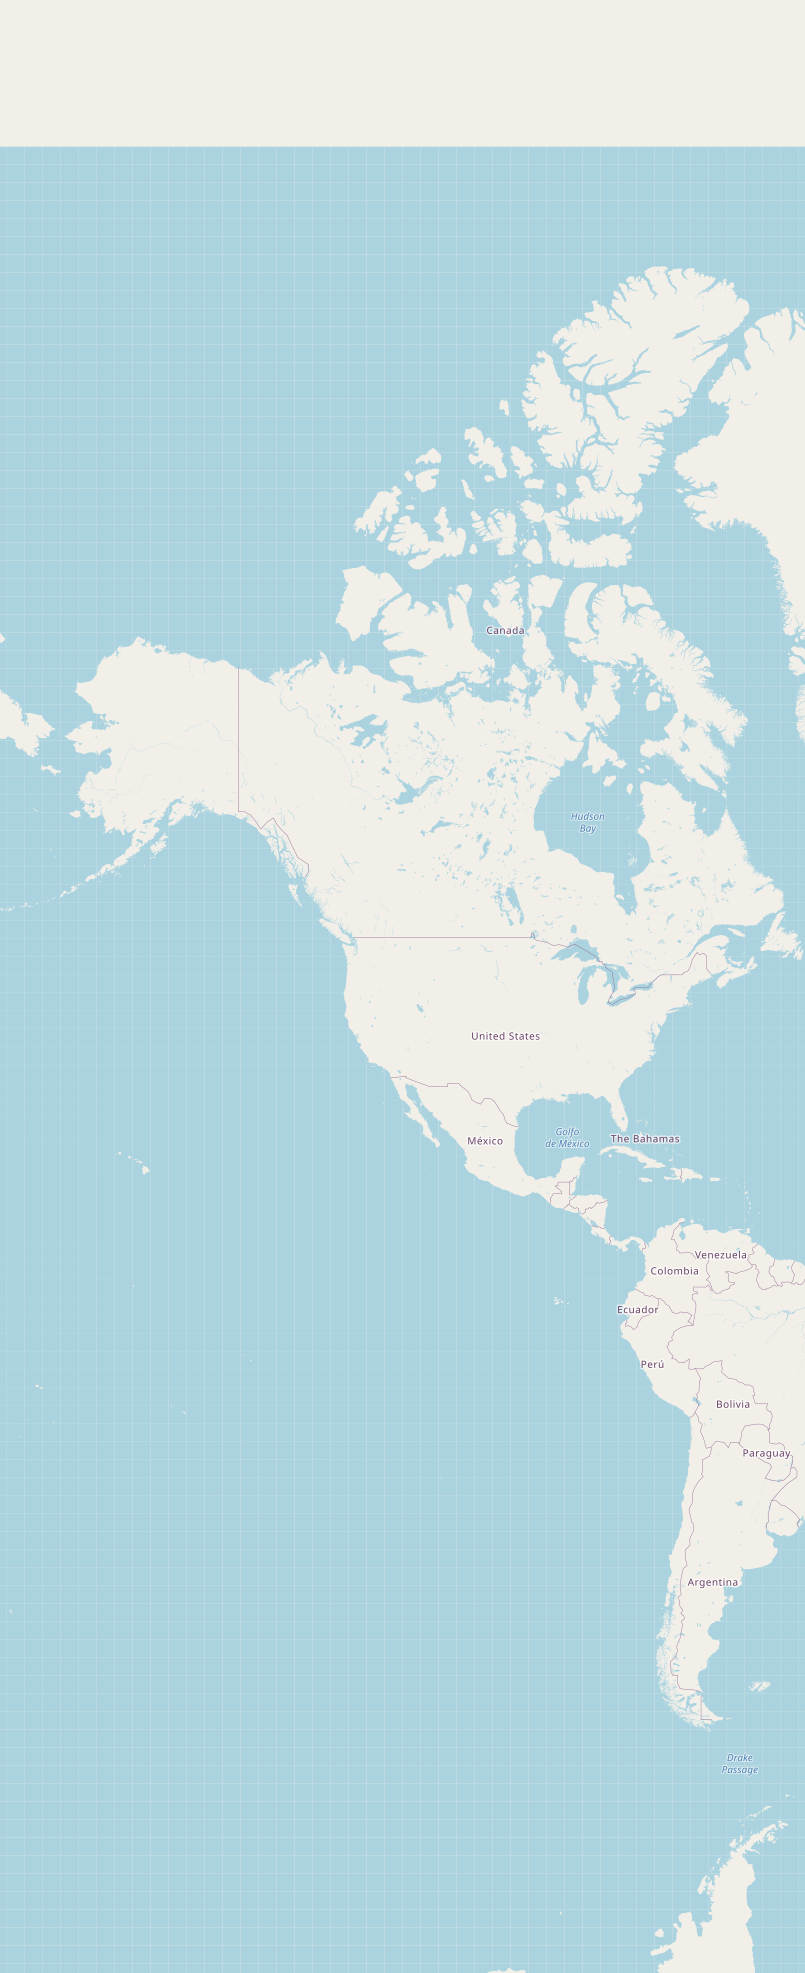 Canada
Hudson
Bay
United States
Golfo
de México
The Bahamas
México
Venezuela
Colombia
Ecuador
Perú
Bolivia
Paraguay
Argentina
Drake
Passage